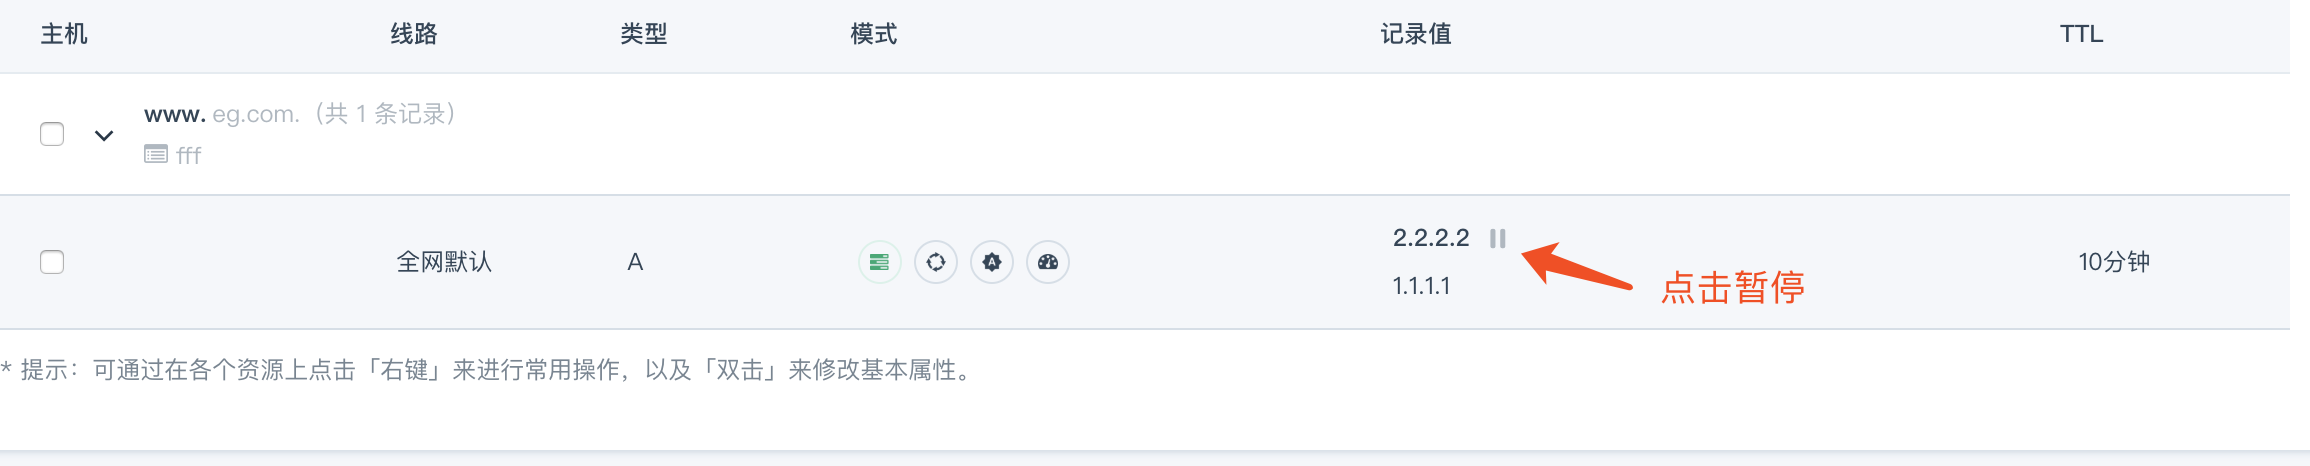 主机 线路 类型 模式 记录值 TTL
www. eg.com.（共 1 条记录）
fff
全网默认 A A 2.2.2.2 10分钟
1.1.1.1
点击暂停
* 提示：可通过在各个资源上点击「右键」来进行常用操作，以及「双击」来修改基本属性。